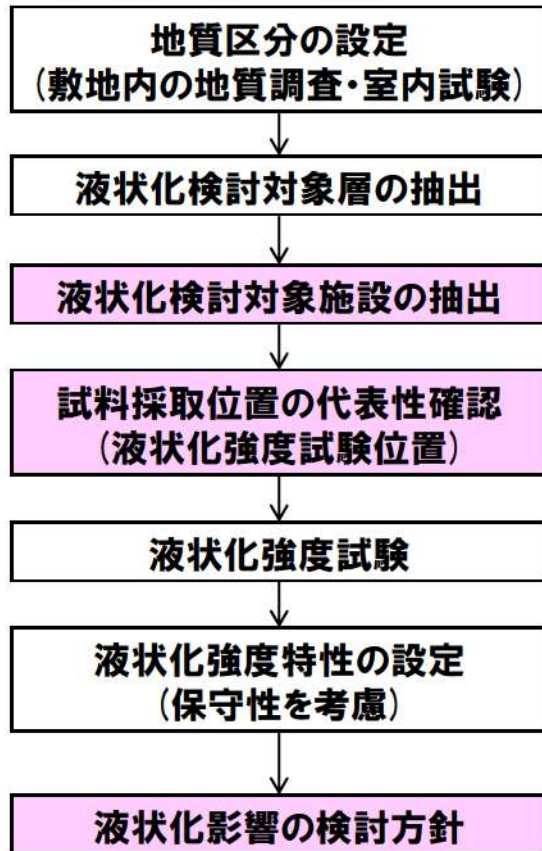 地質区分の設定
(敷地内の地質調査・室内試験)
液状化検討対象層の抽出
液状化検討対象施設の抽出
試料採取位置の代表性確認
(液状化強度試験位置)
液状化強度試験
液状化強度特性の設定
(保守性を考慮)
液状化影響の検討方針